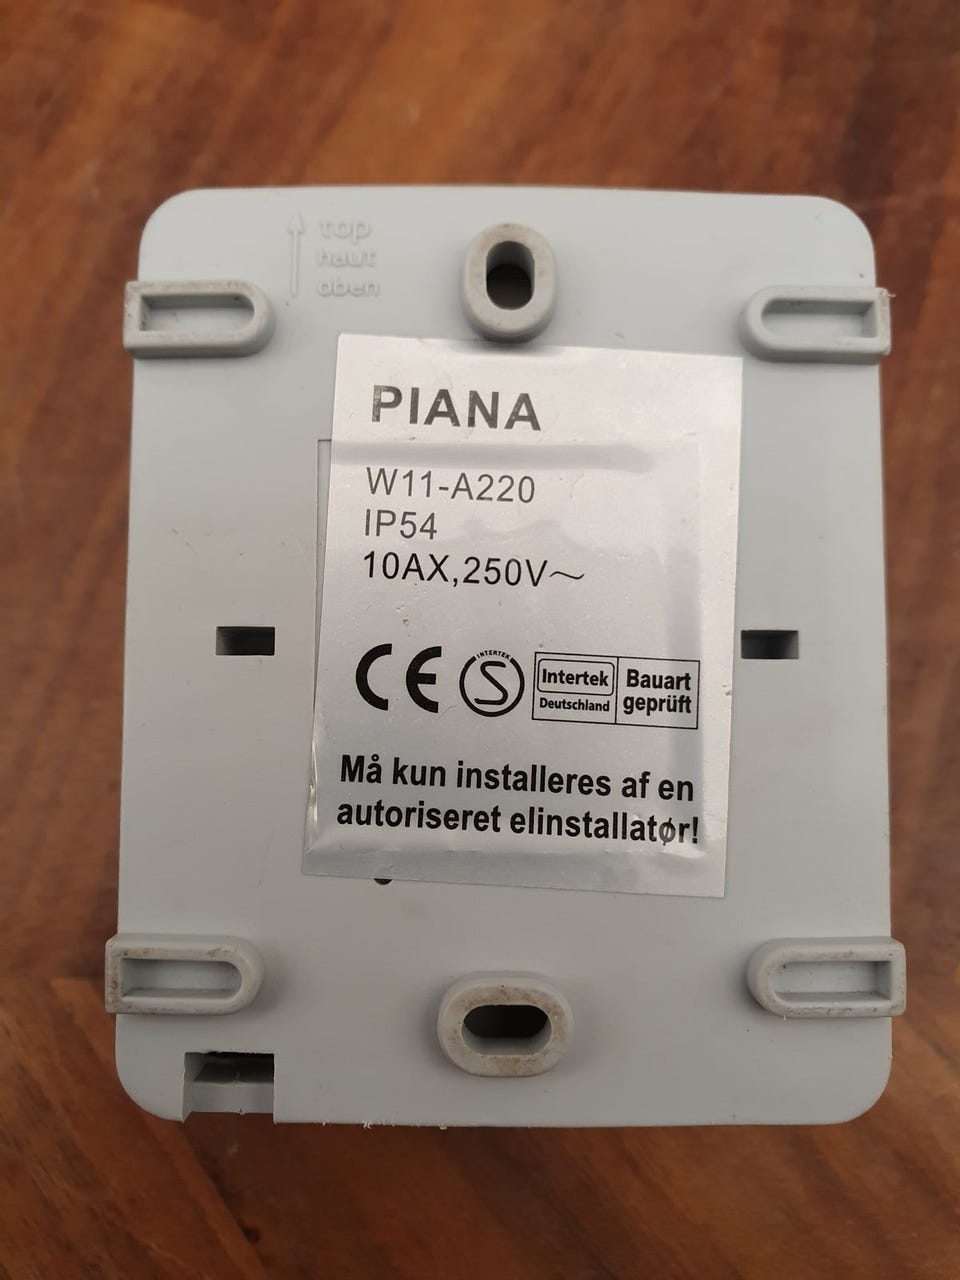 top
haut
oben
PIANA
W11-A220
IP54
10AX,250V~
CE
INTERTEK
S
Intertek
Deutschland
Bauart
geprüft
Må kun installeres af en
autoriseret elinstallatør!